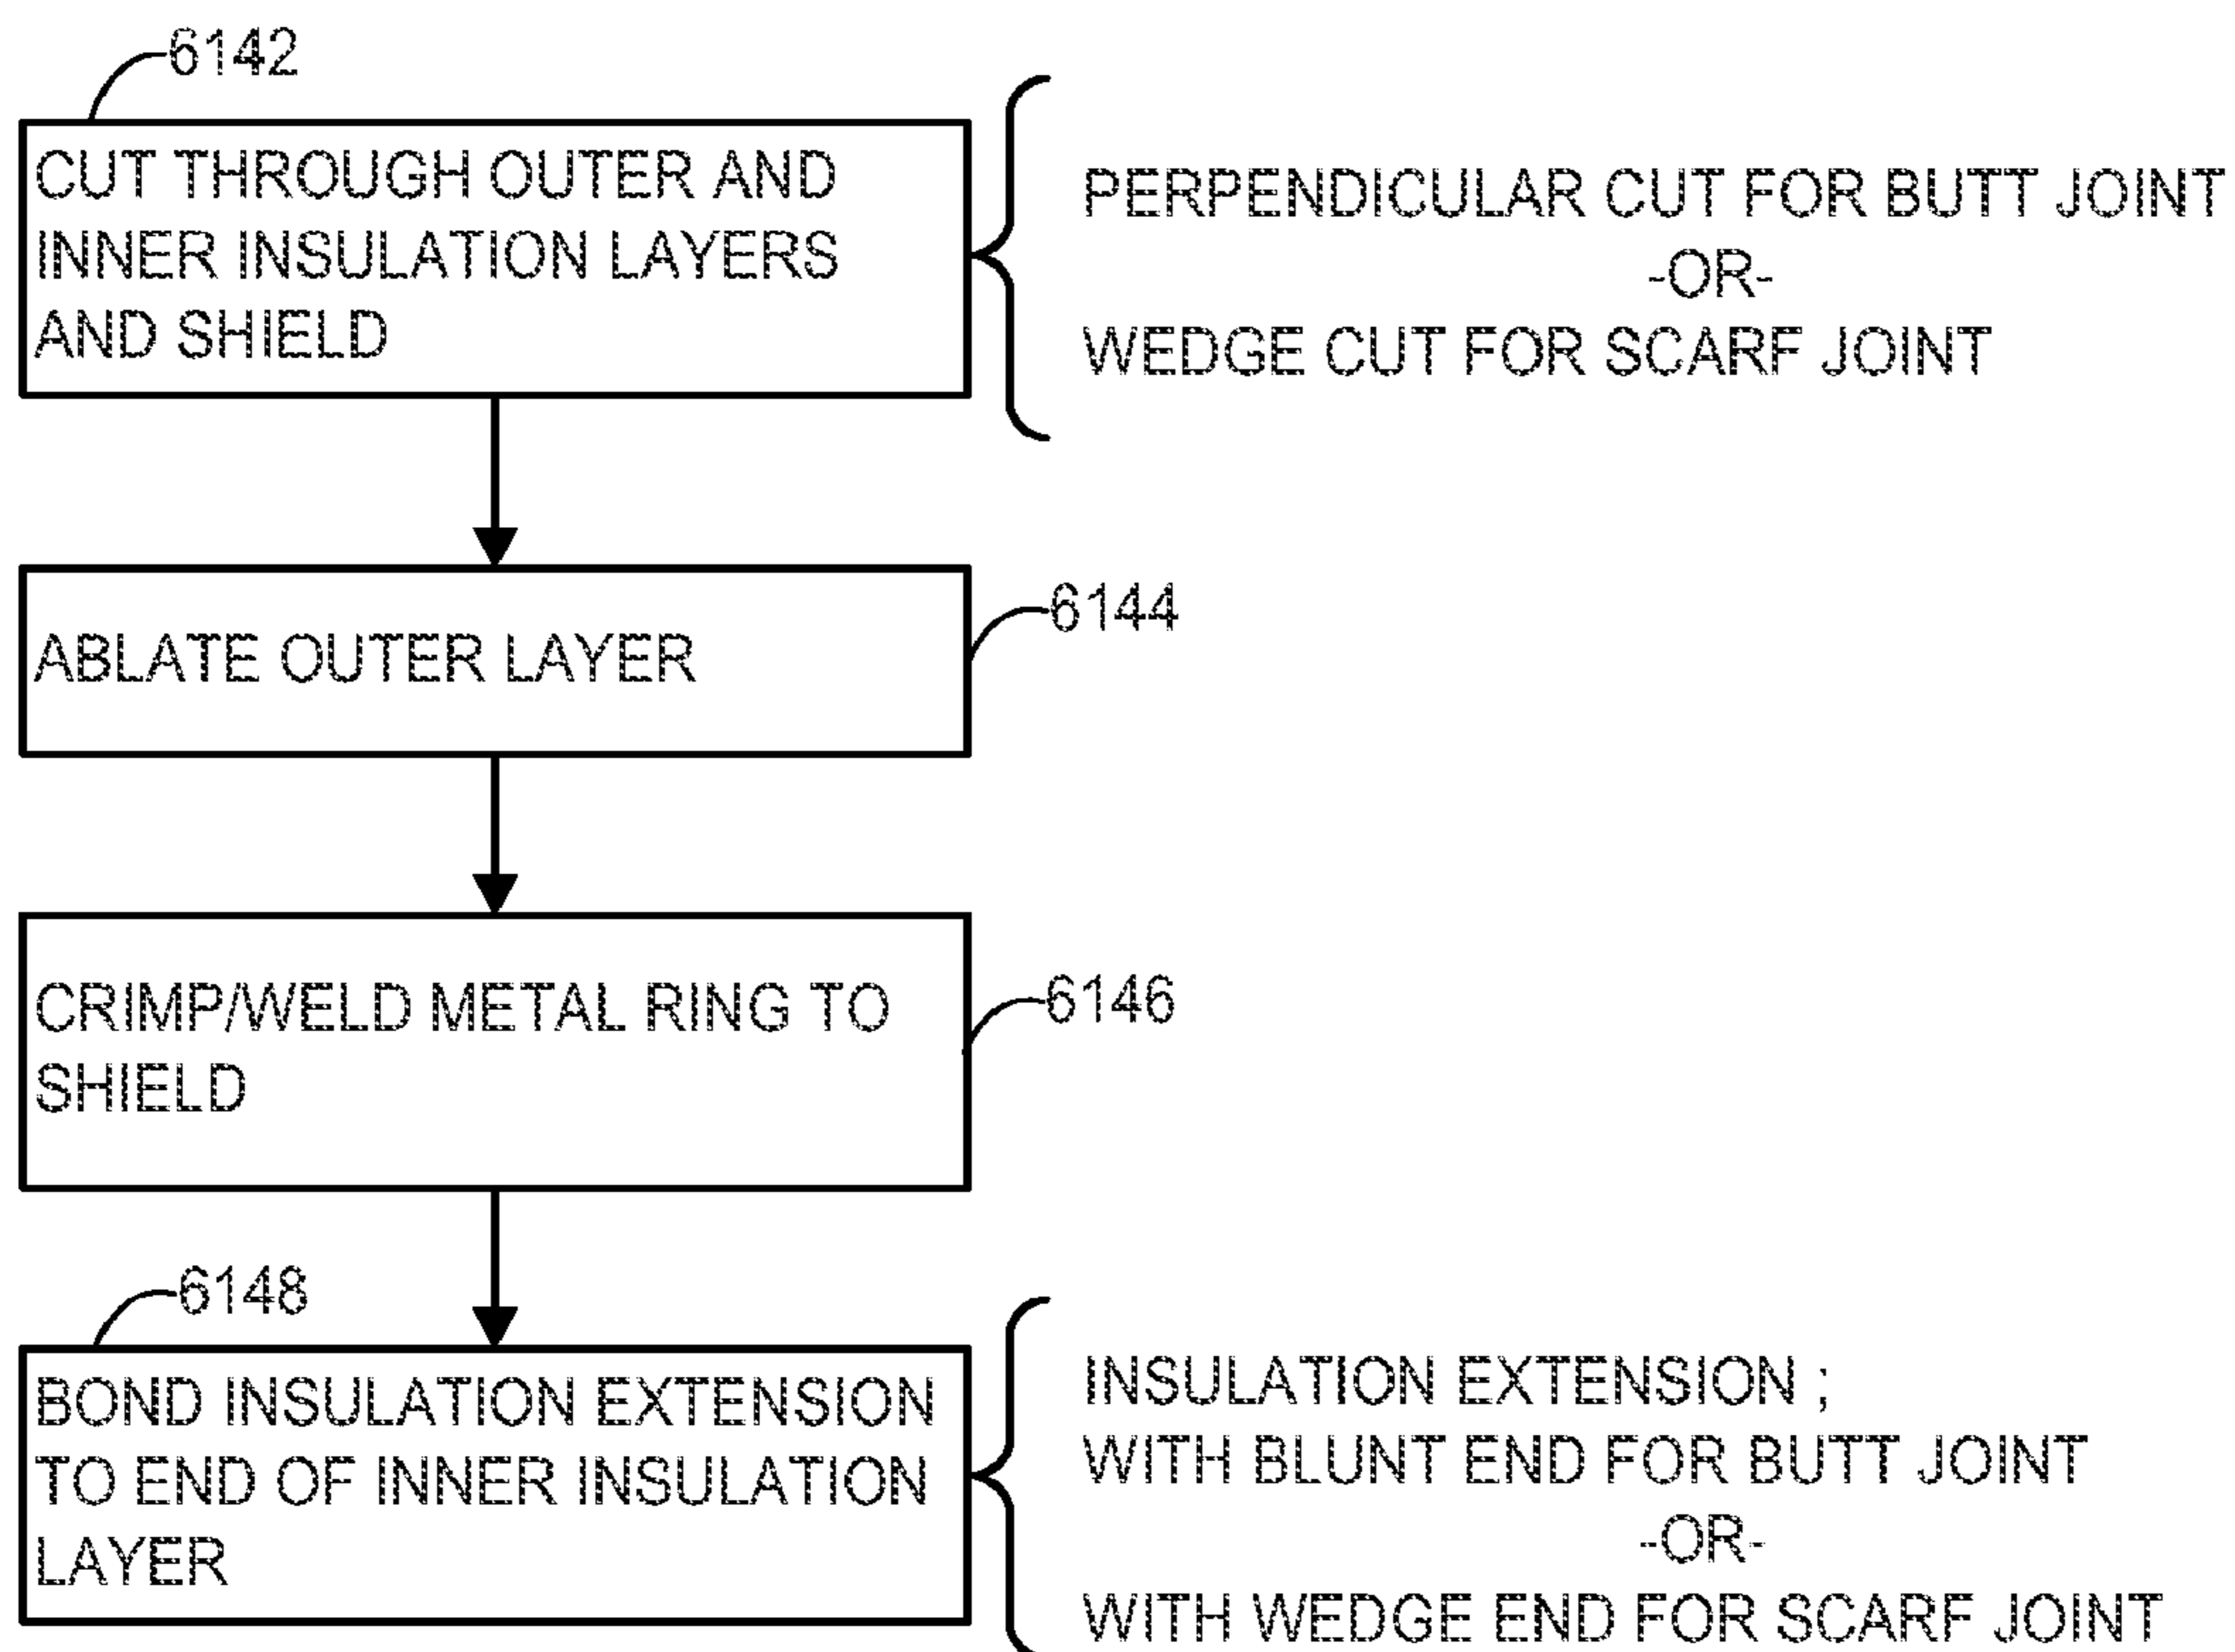 6142
CUT THROUGH OUTER AND
INNER INSULATION LAYERS
AND SHIELD
PERPENDICULAR CUT FOR BUTT JOINT
-OR-
WEDGE CUT FOR SCARF JOINT
ABLATE OUTER LAYER
6144
CRIMP/WELD METAL RING TO
SHIELD
6146
6148
BOND INSULATION EXTENSION
TO END OF INNER INSULATION
LAYER
INSULATION EXTENSION ;
WITH BLUNT END FOR BUTT JOINT
-OR-
WITH WEDGE END FOR SCARF JOINT